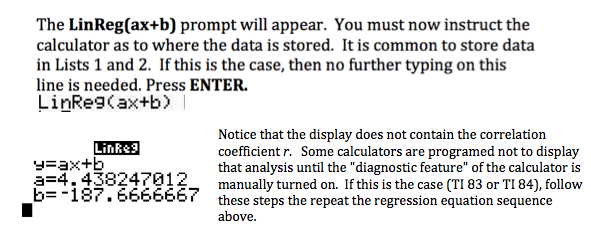 The LinReg(ax+b) prompt will appear.  You must now instruct the
calculator as to where the data is stored.  It is common to store data
in Lists 1 and 2.  If this is the case, then no further typing on this
line is needed. Press ENTER.
LinReg(ax+b)
LinReg
y=ax+b
a=4.438247012
b=-187.6666667
Notice that the display does not contain the correlation
coefficient r.  Some calculators are programed not to display
that analysis until the "diagnostic feature" of the calculator is
manually turned on.  If this is the case (TI 83 or TI 84), follow
these steps the repeat the regression equation sequence
above.